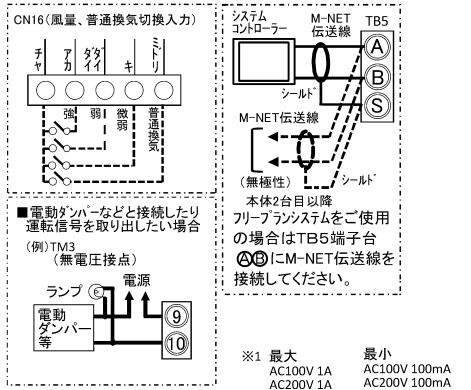 CN16(風量、普通換気切換入力)
チャ
アカ
ダイダイ
キ
ミドリ
強
弱
微弱
普通換気
システム
コントローラー
M-NET
伝送線
TB5
A
B
S
シールド
M-NET伝送線
(無極性)
シールド
本体2台目以降
フリープランシステムをご使用
の場合はTB5端子台
ⒶⒷにM-NET伝送線を
接続してください。
■電動ダンパーなどと接続したり
運転信号を取り出したい場合
(例)TM3
(無電圧接点)
ランプ
電源
電動
ダンパー
等
⑨
⑩
※1 最大
AC100V 1A
AC200V 1A
最小
AC100V 100mA
AC200V 100mA